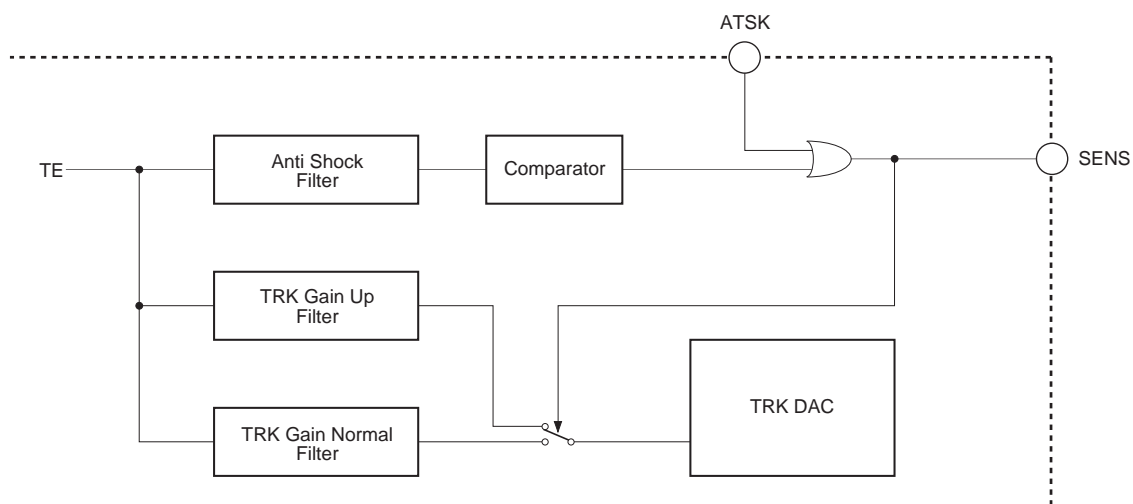 ATSK
TE
Anti Shock
Filter
Comparator
SENS
TRK Gain Up
Filter
TRK DAC
TRK Gain Normal
Filter